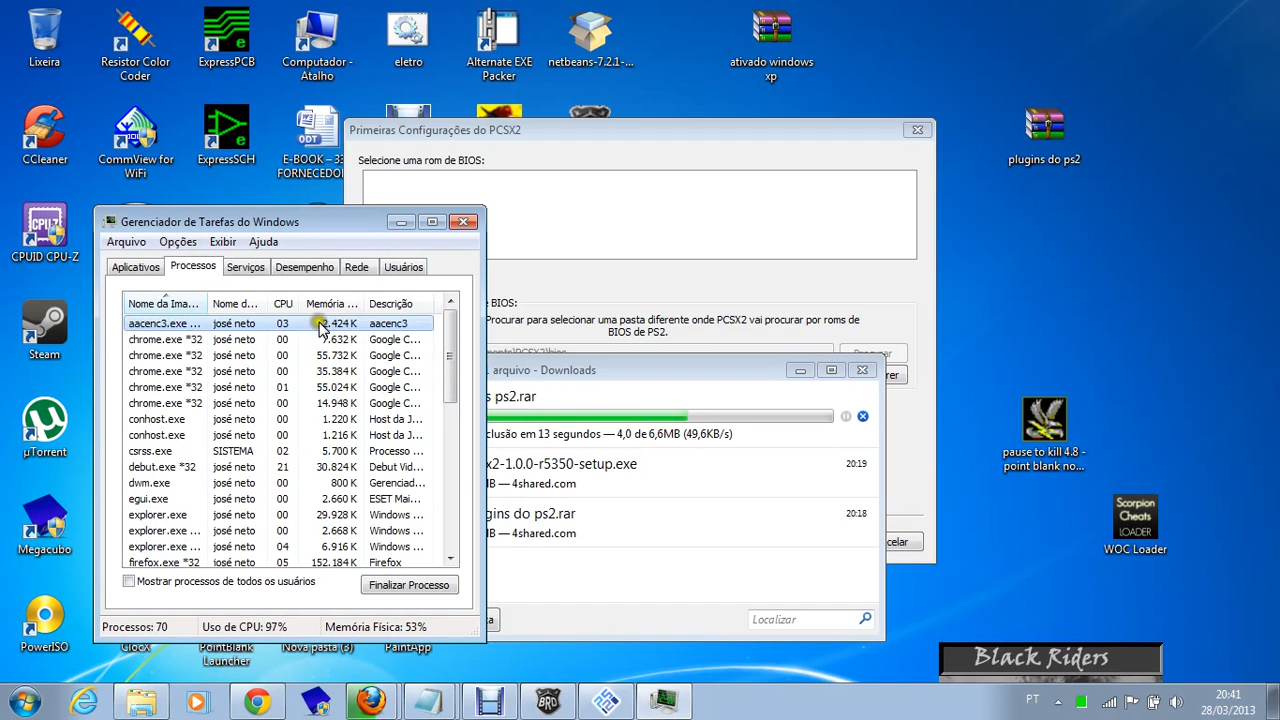 Lixeira
Resistor Color
Coder
ExpressPCB
Computador -
Atalho
eletro
Alternate EXE
Packer
netbeans-7.2.1-...
ativado windows
xp
CCleaner
CommView for
WiFi
ExpressSCH
ODT
E-BOOK – 33
FORNECEDO
plugins do ps2
Primeiras Configurações do PCSX2
Selecione uma rom de BIOS:
CPU-Z
CPUID CPU-Z
Steam
µTorrent
Megacubo
PowerISO
Gerenciador de Tarefas do Windows
Arquivo Opções Exibir Ajuda
Aplicativos Processos Serviços Desempenho Rede Usuários
Nome da Ima... Nome d... CPU Memória ... Descrição
aacenc3.exe ... josé neto 03 .424 K aacenc3
chrome.exe *32 josé neto 00 7.632 K Google C...
chrome.exe *32 josé neto 00 55.732 K Google C...
chrome.exe *32 josé neto 00 35.384 K Google C...
chrome.exe *32 josé neto 01 55.024 K Google C...
chrome.exe *32 josé neto 00 14.948 K Google C...
conhost.exe josé neto 00 1.220 K Host da J...
conhost.exe josé neto 00 1.216 K Host da J...
csrss.exe SISTEMA 02 5.700 K Processo ...
debut.exe *32 josé neto 21 30.824 K Debut Vid...
dwm.exe josé neto 00 800 K Gerenciad...
egui.exe josé neto 00 2.660 K ESET Mai...
explorer.exe josé neto 00 29.928 K Windows ...
explorer.exe ... josé neto 00 2.668 K Windows ...
explorer.exe ... josé neto 04 6.916 K Windows ...
firefox.exe *32 josé neto 05 152.184 K Firefox
Mostrar processos de todos os usuários
Finalizar Processo
Processos: 70 Uso de CPU: 97% Memória Física: 53%
BIOS:
Procurar para selecionar uma pasta diferente onde PCSX2 vai procurar por roms de
BIOS de PS2.
Procurar
rer
celar
1 arquivo - Downloads
s ps2.rar
clusão em 13 segundos — 4,0 de 6,6MB (49,6KB/s)
x2-1.0.0-r5350-setup.exe
20:19
MB — 4shared.com
gins do ps2.rar
20:18
MB — 4shared.com
Localizar
pause to kill 4.8 -
point blank no...
Scorpion
Cheats
LOADER
WOC Loader
PointBlank
Launcher
Nova pasta (3)
PaintApp
Black Riders
BRD
PT
20:41
28/03/2013